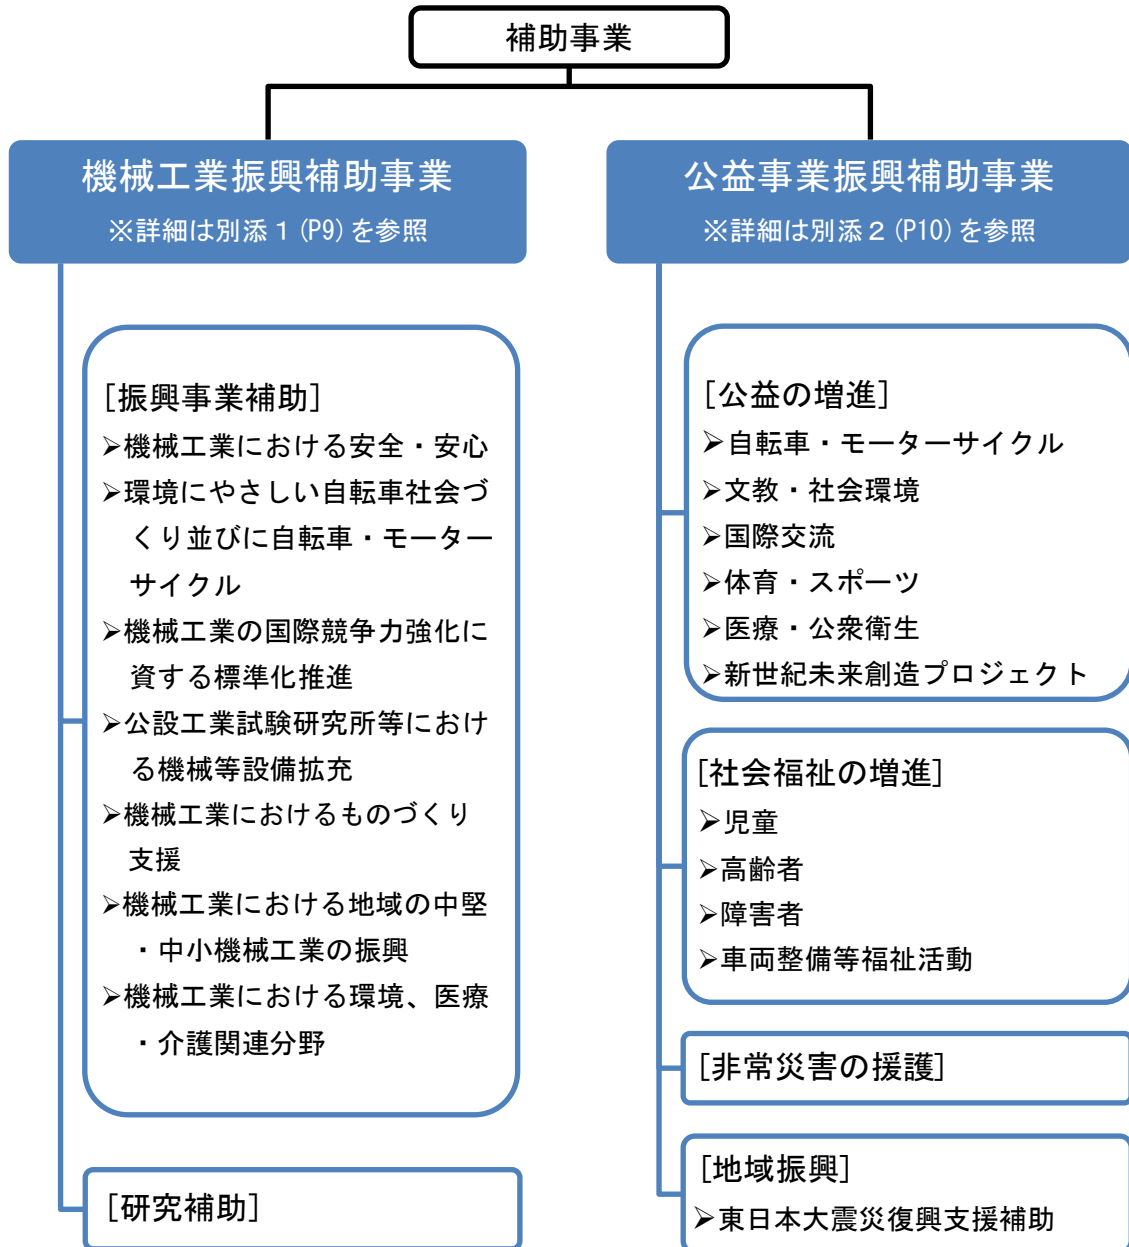 補助事業
機械工業振興補助事業
※詳細は別添１(P9)を参照
[振興事業補助]
➢機械工業における安全・安心
➢環境にやさしい自転車社会づ
くり並びに自転車・モーター
サイクル
➢機械工業の国際競争力強化に
資する標準化推進
➢公設工業試験研究所等におけ
る機械等設備拡充
➢機械工業におけるものづくり
支援
➢機械工業における地域の中堅
・中小機械工業の振興
➢機械工業における環境、医療
・介護関連分野
[研究補助]
公益事業振興補助事業
※詳細は別添２(P10)を参照
[公益の増進]
➢自転車・モーターサイクル
➢文教・社会環境
➢国際交流
➢体育・スポーツ
➢医療・公衆衛生
➢新世紀未来創造プロジェクト
[社会福祉の増進]
➢児童
➢高齢者
➢障害者
➢車両整備等福祉活動
[非常災害の援護]
[地域振興]
➢東日本大震災復興支援補助